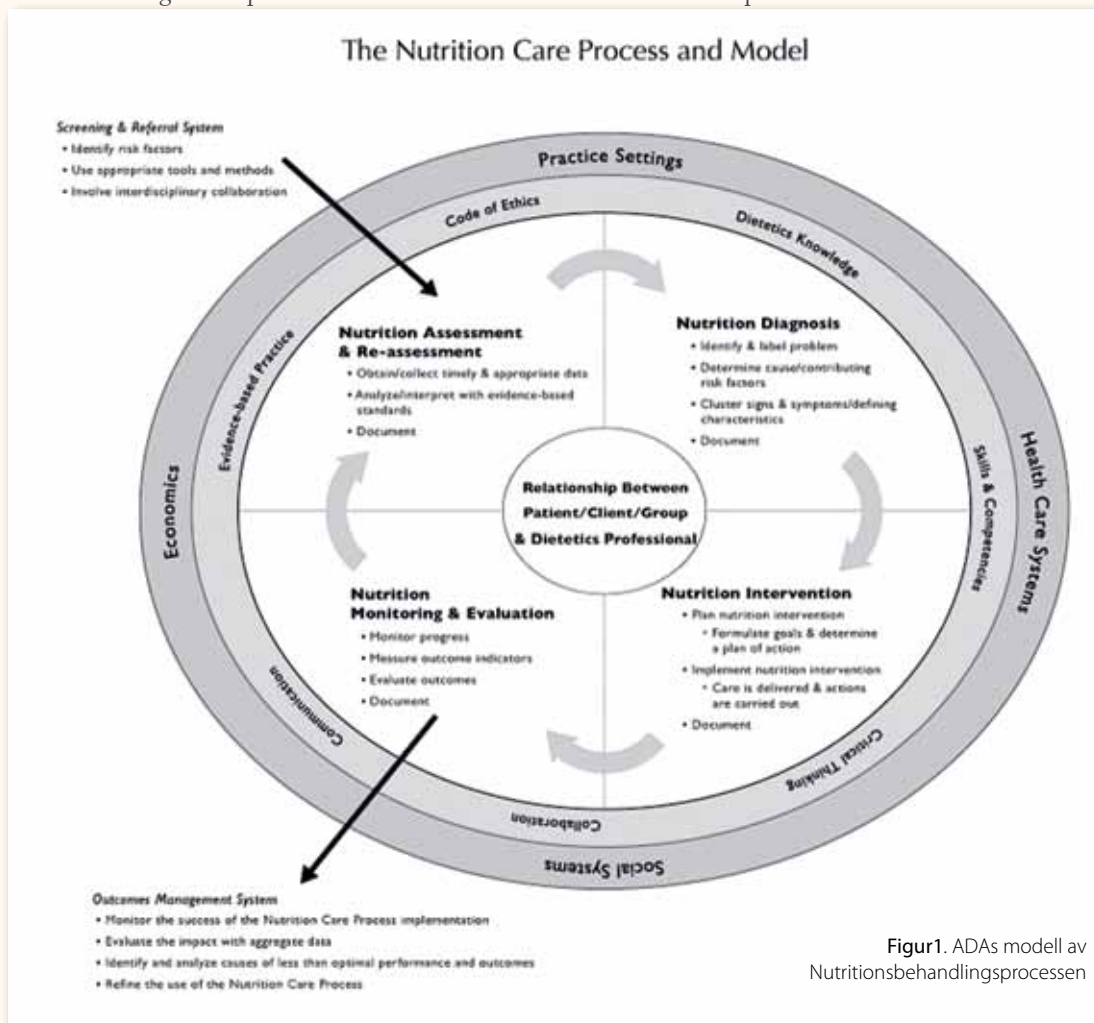 The Nutrition Care Process and Model
Screening & Referral System
• Identify risk factors
• Use appropriate tools and methods
• Involve interdisciplinary collaboration
Practice Settings
Code of Ethics
Dietetics Knowledge
Evidence-based Practice
Economics
Skills & Competencies
Health Care Systems
Nutrition Assessment
& Re-assessment
• Obtain/collect timely & appropriate data
• Analyze/interpret with evidence-based
standards
• Document
Nutrition Diagnosis
• Identify & label problem
• Determine cause/contributing
risk factors
• Cluster signs & symptoms/defining
characteristics
• Document
Relationship Between
Patient/Client/Group
& Dietetics Professional
Nutrition
Monitoring & Evaluation
• Monitor progress
• Measure outcome indicators
• Evaluate outcomes
• Document
Nutrition Intervention
• Plan nutrition intervention
• Formulate goals & determine
a plan of action
• Implement nutrition intervention
• Care is delivered & actions
are carried out
• Document
Communication
Critical Thinking
Collaboration
Social Systems
Outcomes Management System
• Monitor the success of the Nutrition Care Process implementation
• Evaluate the impact with aggregate data
• Identify and analyze causes of less than optimal performance and outcomes
• Refine the use of the Nutrition Care Process
Figur1. ADAs modell av
Nutritionsbehandlingsprocessen